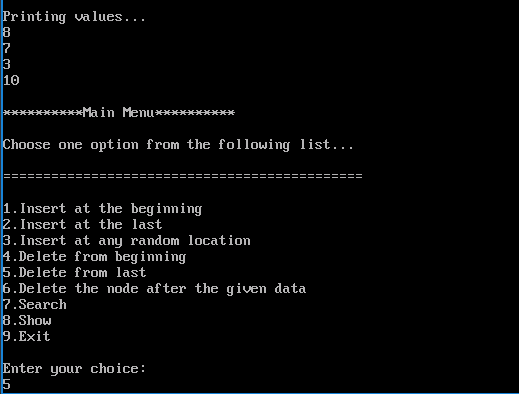 Printing values...
8
7
3
10
**********Main Menu**********
Choose one option from the following list...
=============================================
1.Insert at the beginning
2.Insert at the last
3.Insert at any random location
4.Delete from beginning
5.Delete from last
6.Delete the node after the given data
7.Search
8.Show
9.Exit
Enter your choice:
5